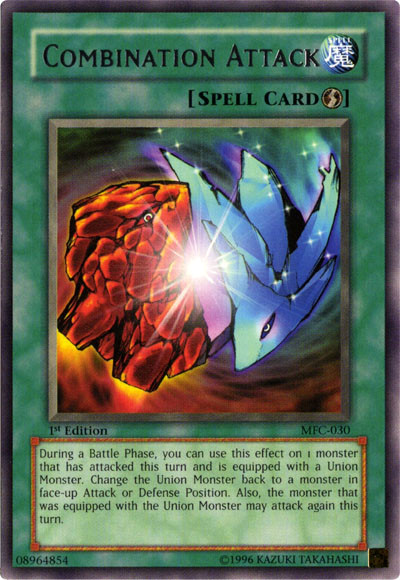 COMBINATION ATTACK
SPELL
魔
[SPELL CARD]
1st Edition
MFC-030
During a Battle Phase, you can use this effect on 1 monster
that has attacked this turn and is equipped with a Union
Monster. Change the Union Monster back to a monster in
face-up Attack or Defense Position. Also, the monster that
was equipped with the Union Monster may attack again this
turn.
08964854
©1996 KAZUKI TAKAHASHI